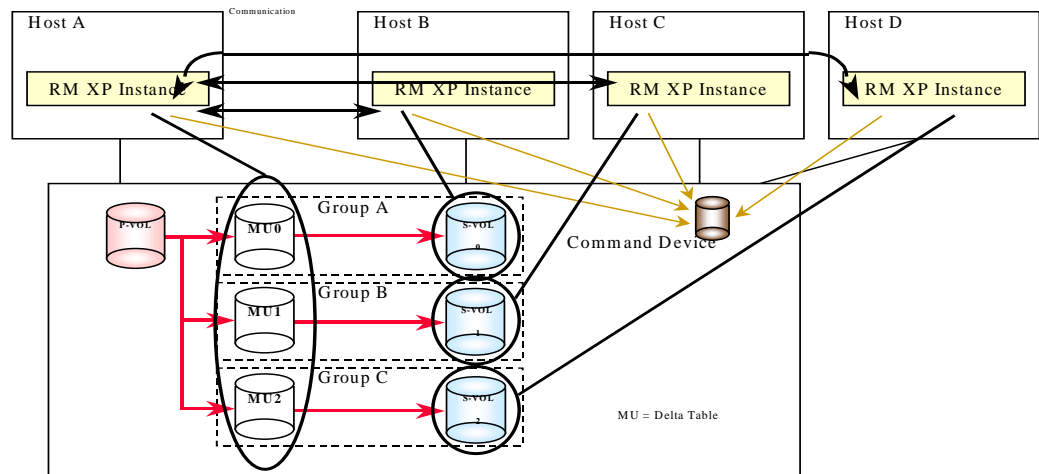 Host A
Communication
Host B
Host C
Host D
RM XP Instance
RM XP Instance
RM XP Instance
RM XP Instance
Group A
P-VOL
MU0
S-VOL
0
Command Device
Group B
MU1
S-VOL
1
Group C
MU2
S-VOL
2
MU = Delta Table